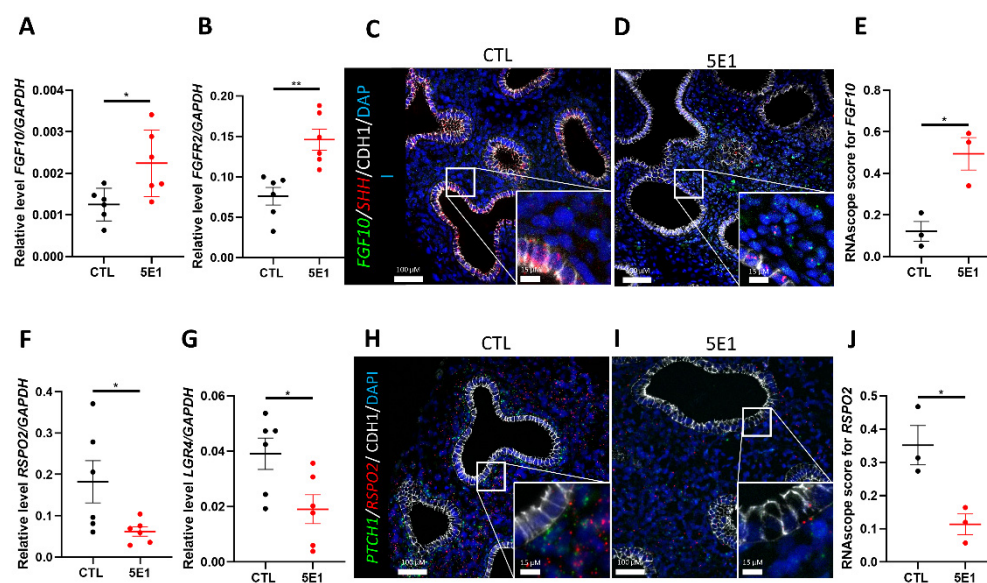 A
Relative level FGF10/GAPDH
0.004
0.003
0.002
0.001
0.000
*
CTL
5E1
B
Relative level FGFR2/GAPDH
0.20
0.15
0.10
0.05
0.00
**
CTL
5E1
C
CTL
FGF10/SHH/CDH1/DAP
I
100 µM
15 µM
D
5E1
100 µM
15 µM
E
RNAscope score for FGF10
0.8
0.6
0.4
0.2
0.0
*
CTL
5E1
F
Relative level RSPO2/GAPDH
0.4
0.3
0.2
0.1
0.0
*
CTL
5E1
G
Relative level LGR4/GAPDH
0.06
0.04
0.02
0.00
*
CTL
5E1
H
CTL
PTCH1/RSPO2/ CDH1/DAPI
100 µM
15 µM
I
5E1
100 µM
15 µM
J
RNAscope score for RSPO2
0.6
0.4
0.2
0.0
*
CTL
5E1